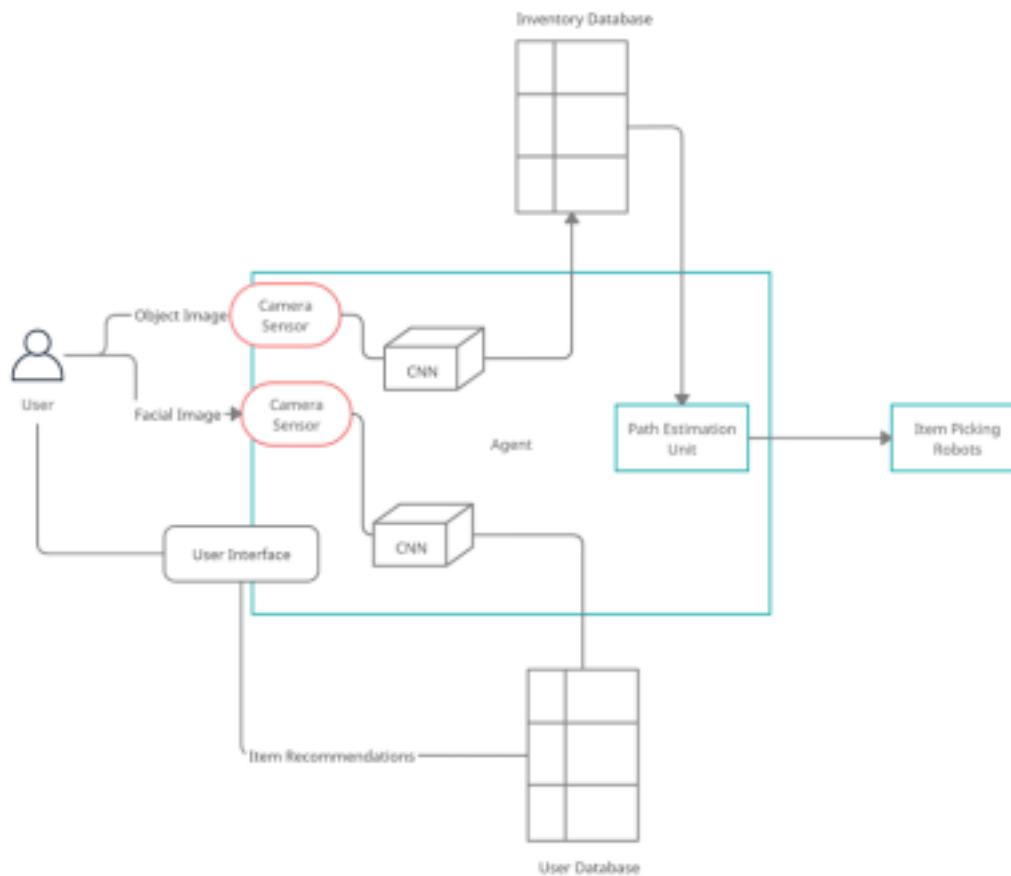 Inventory Database
Object Image
Camera
Sensor
CNN
User
Facial Image
Camera
Sensor
Agent
Path Estimation
Unit
Item Picking
Robots
User Interface
CNN
Item Recommendations
User Database